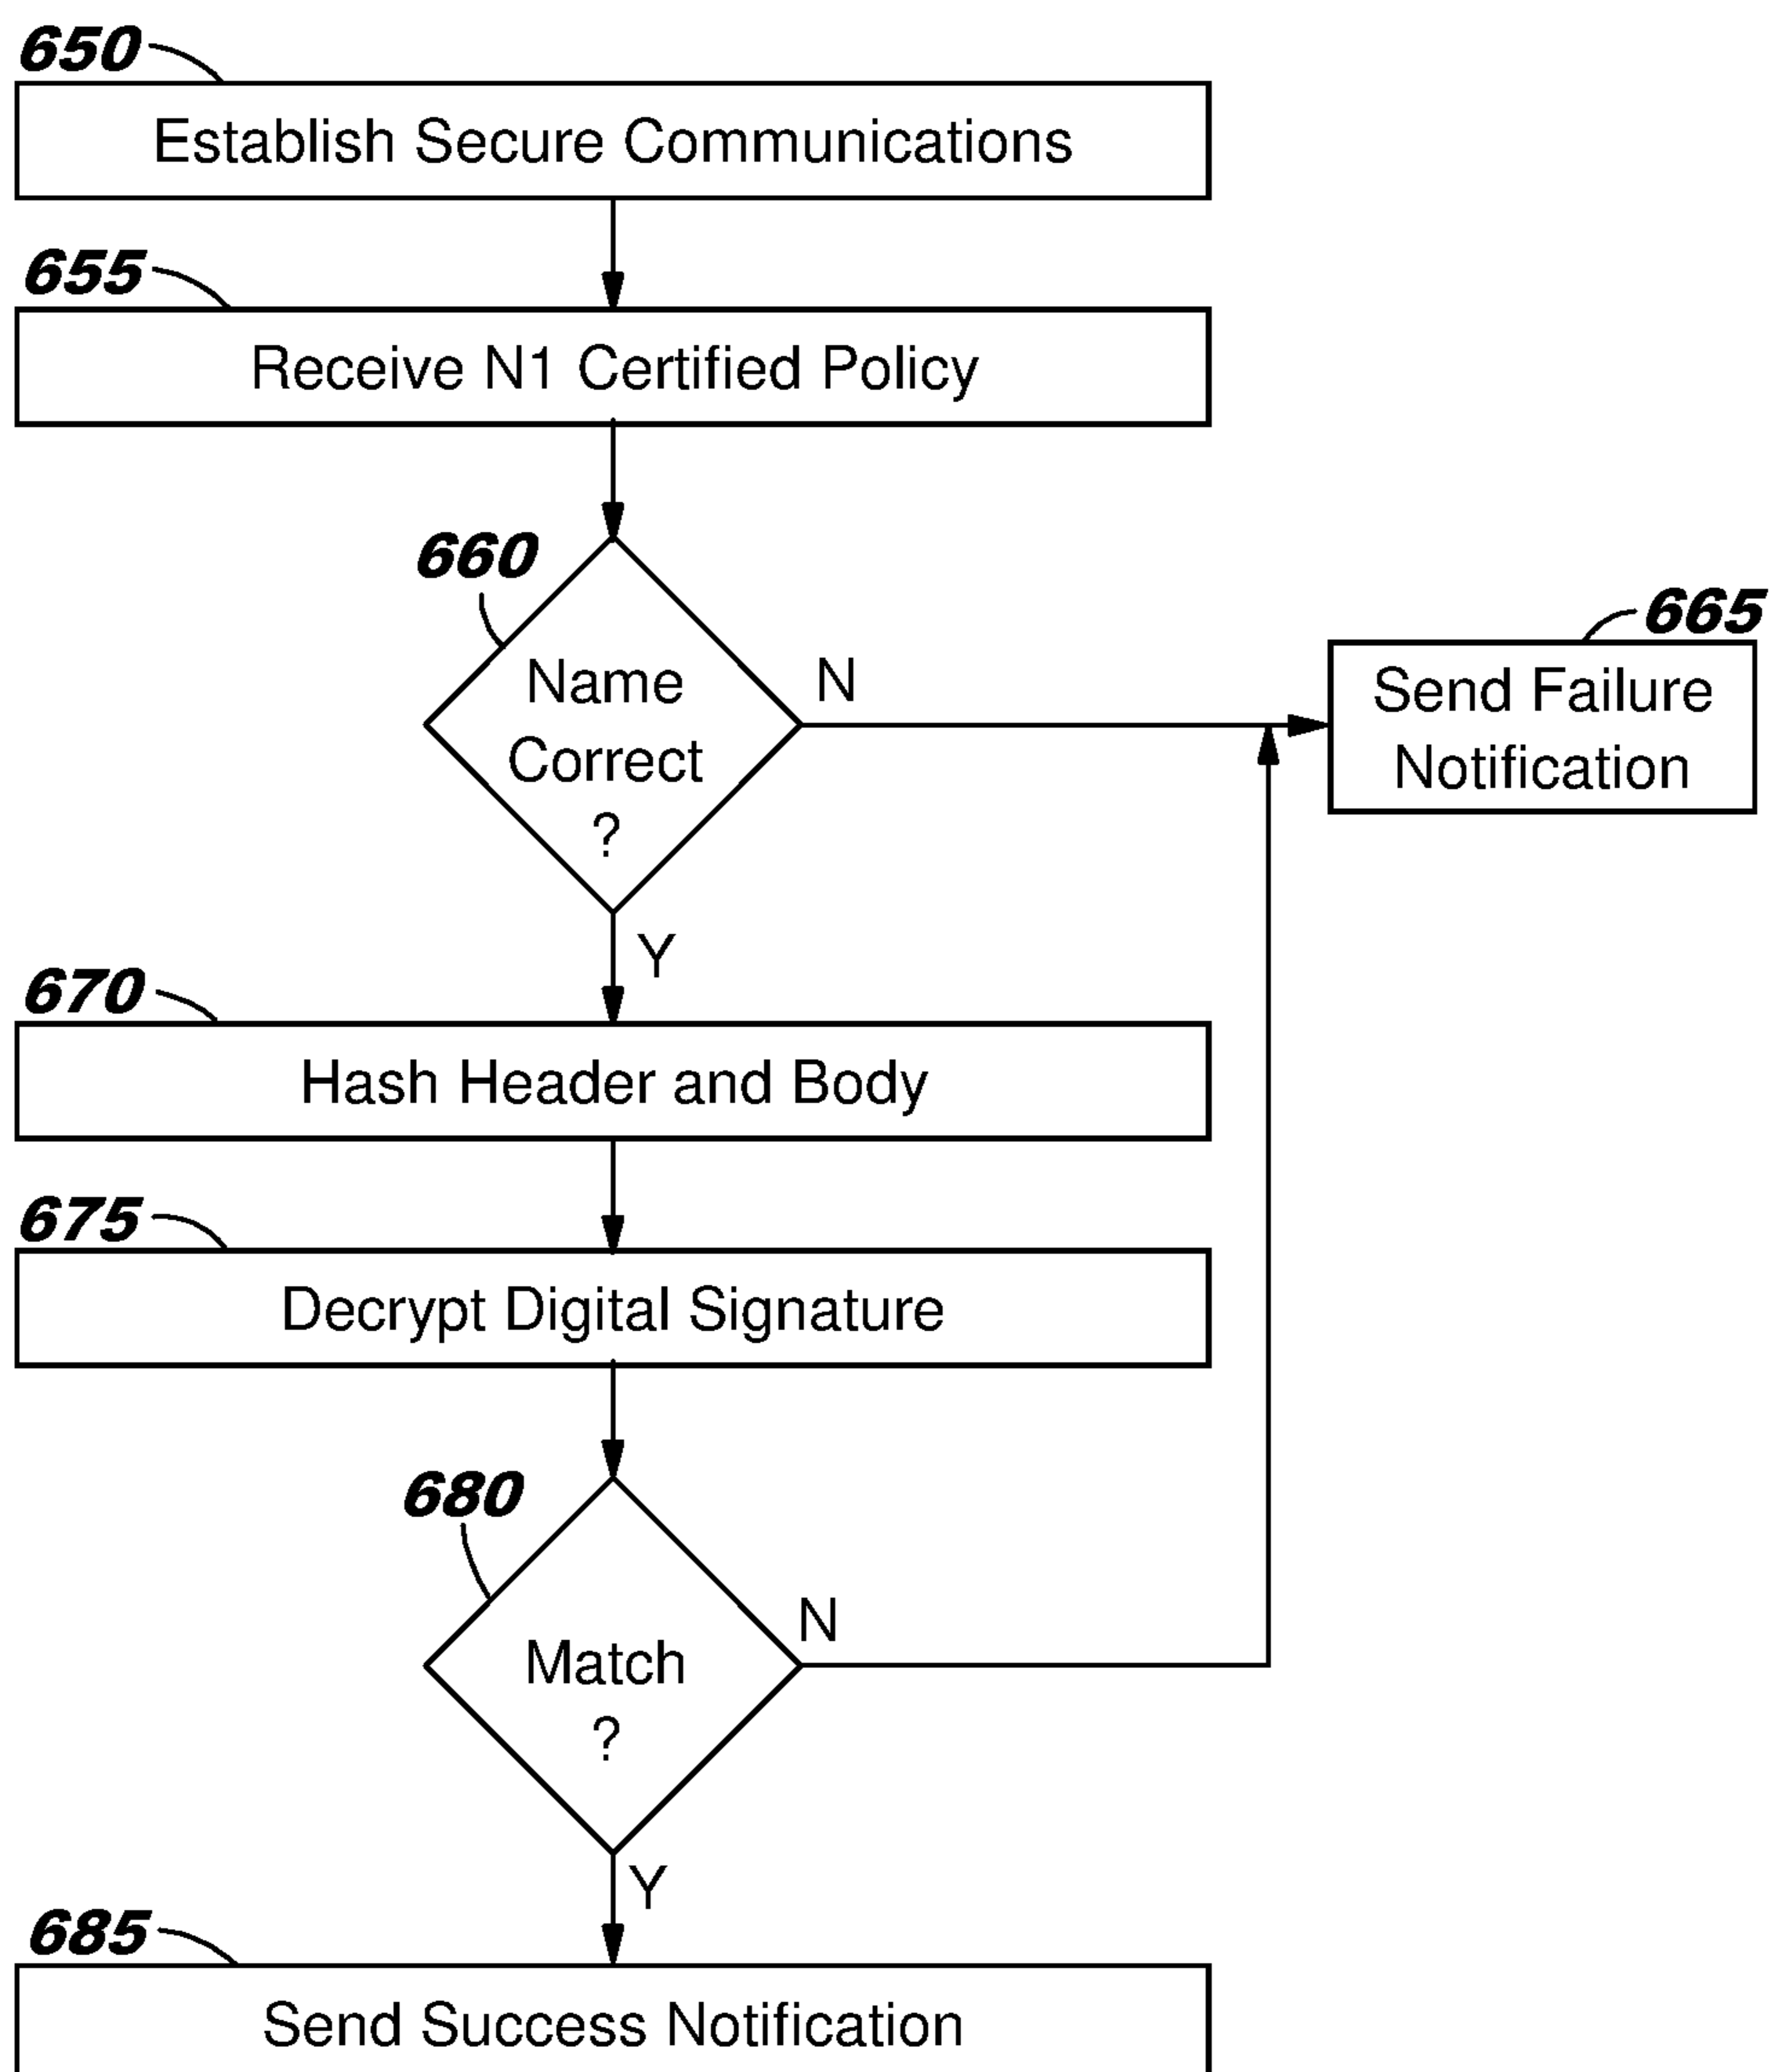 650
Establish Secure Communications
655
Receive N1 Certified Policy
660
Name
Correct
?
N
665
Send Failure
Notification
Y
670
Hash Header and Body
675
Decrypt Digital Signature
680
Match
?
N
Y
685
Send Success Notification